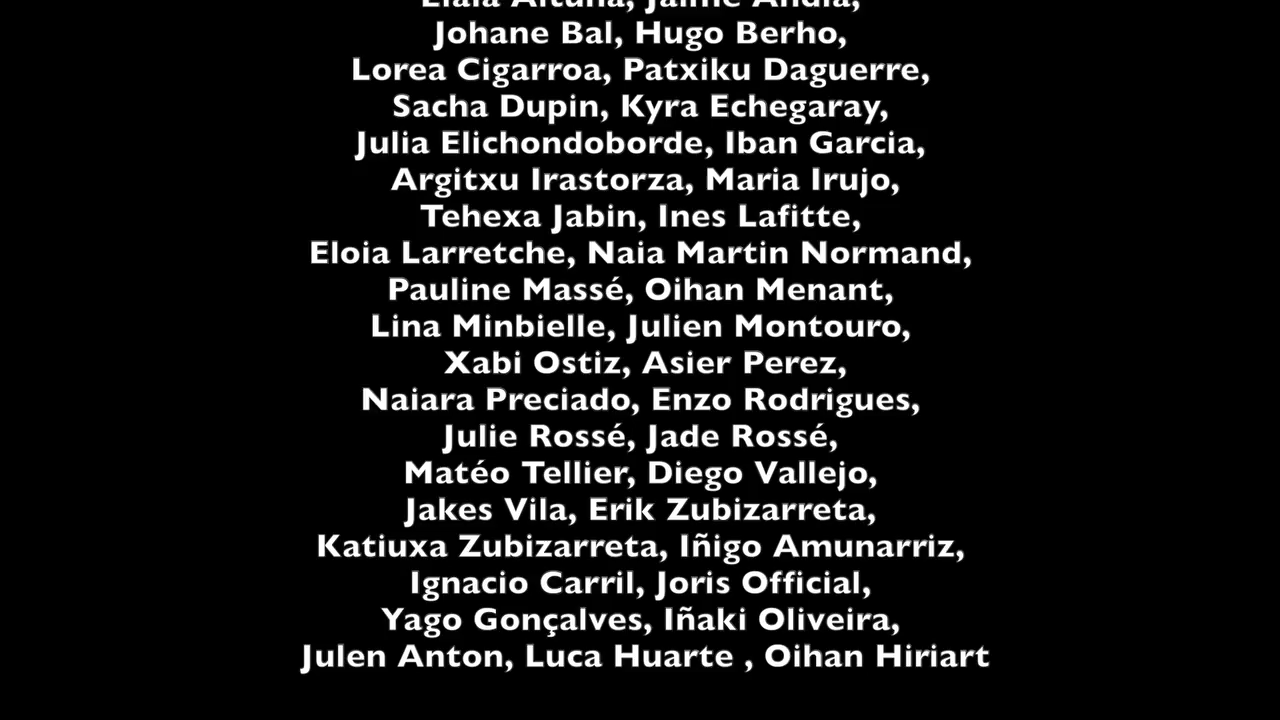 Johane Bal, Hugo Berho,
Lorea Cigarroa, Patxiku Daguerre,
Sacha Dupin, Kyra Echegaray,
Julia Elichondoborde, Iban Garcia,
Argitxu Irastorza, Maria Irujo,
Tehexa Jabin, Ines Lafitte,
Eloia Larretche, Naia Martin Normand,
Pauline Massé, Oihan Menant,
Lina Minbielle, Julien Montouro,
Xabi Ostiz, Asier Perez,
Naiara Preciado, Enzo Rodrigues,
Julie Rossé, Jade Rossé,
Matéo Tellier, Diego Vallejo,
Jakes Vila, Erik Zubizarreta,
Katiuxa Zubizarreta, Iñigo Amunarriz,
Ignacio Carril, Joris Official,
Yago Gonçalves, Iñaki Oliveira,
Julen Anton, Luca Huarte , Oihan Hiriart